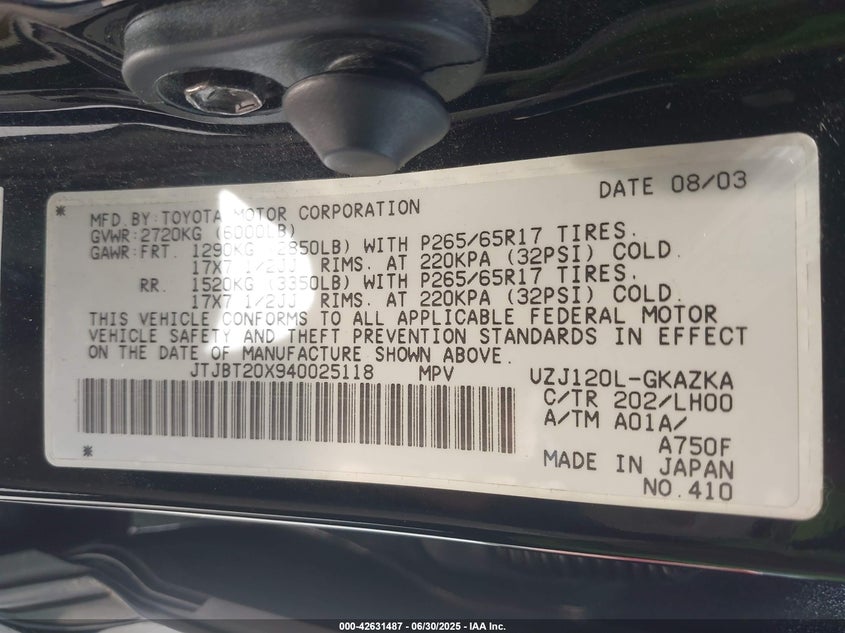 DATE 08/03
MFD. BY: TOYOTA MOTOR CORPORATION
GVWR: 2720KG (6000LB)
GAWR: FRT. 1290KG (2850LB) WITH P265/65R17 TIRES.
17X7 1/2JJ RIMS. AT 220KPA (32PSI) COLD.
RR. 1520KG (3350LB) WITH P265/65R17 TIRES.
17X7 1/2JJ RIMS. AT 220KPA (32PSI) COLD.
THIS VEHICLE CONFORMS TO ALL APPLICABLE FEDERAL MOTOR
VEHICLE SAFETY AND THEFT PREVENTION STANDARDS IN EFFECT
ON THE DATE OF MANUFACTURE SHOWN ABOVE.
JTJBT20X940025118 MPV UZJ120L-GKAZKA
C/TR 202/LH00
A/TM A01A/
A750F
MADE IN JAPAN
NO.410
000-42631487 - 06/30/2025 - IAA Inc.